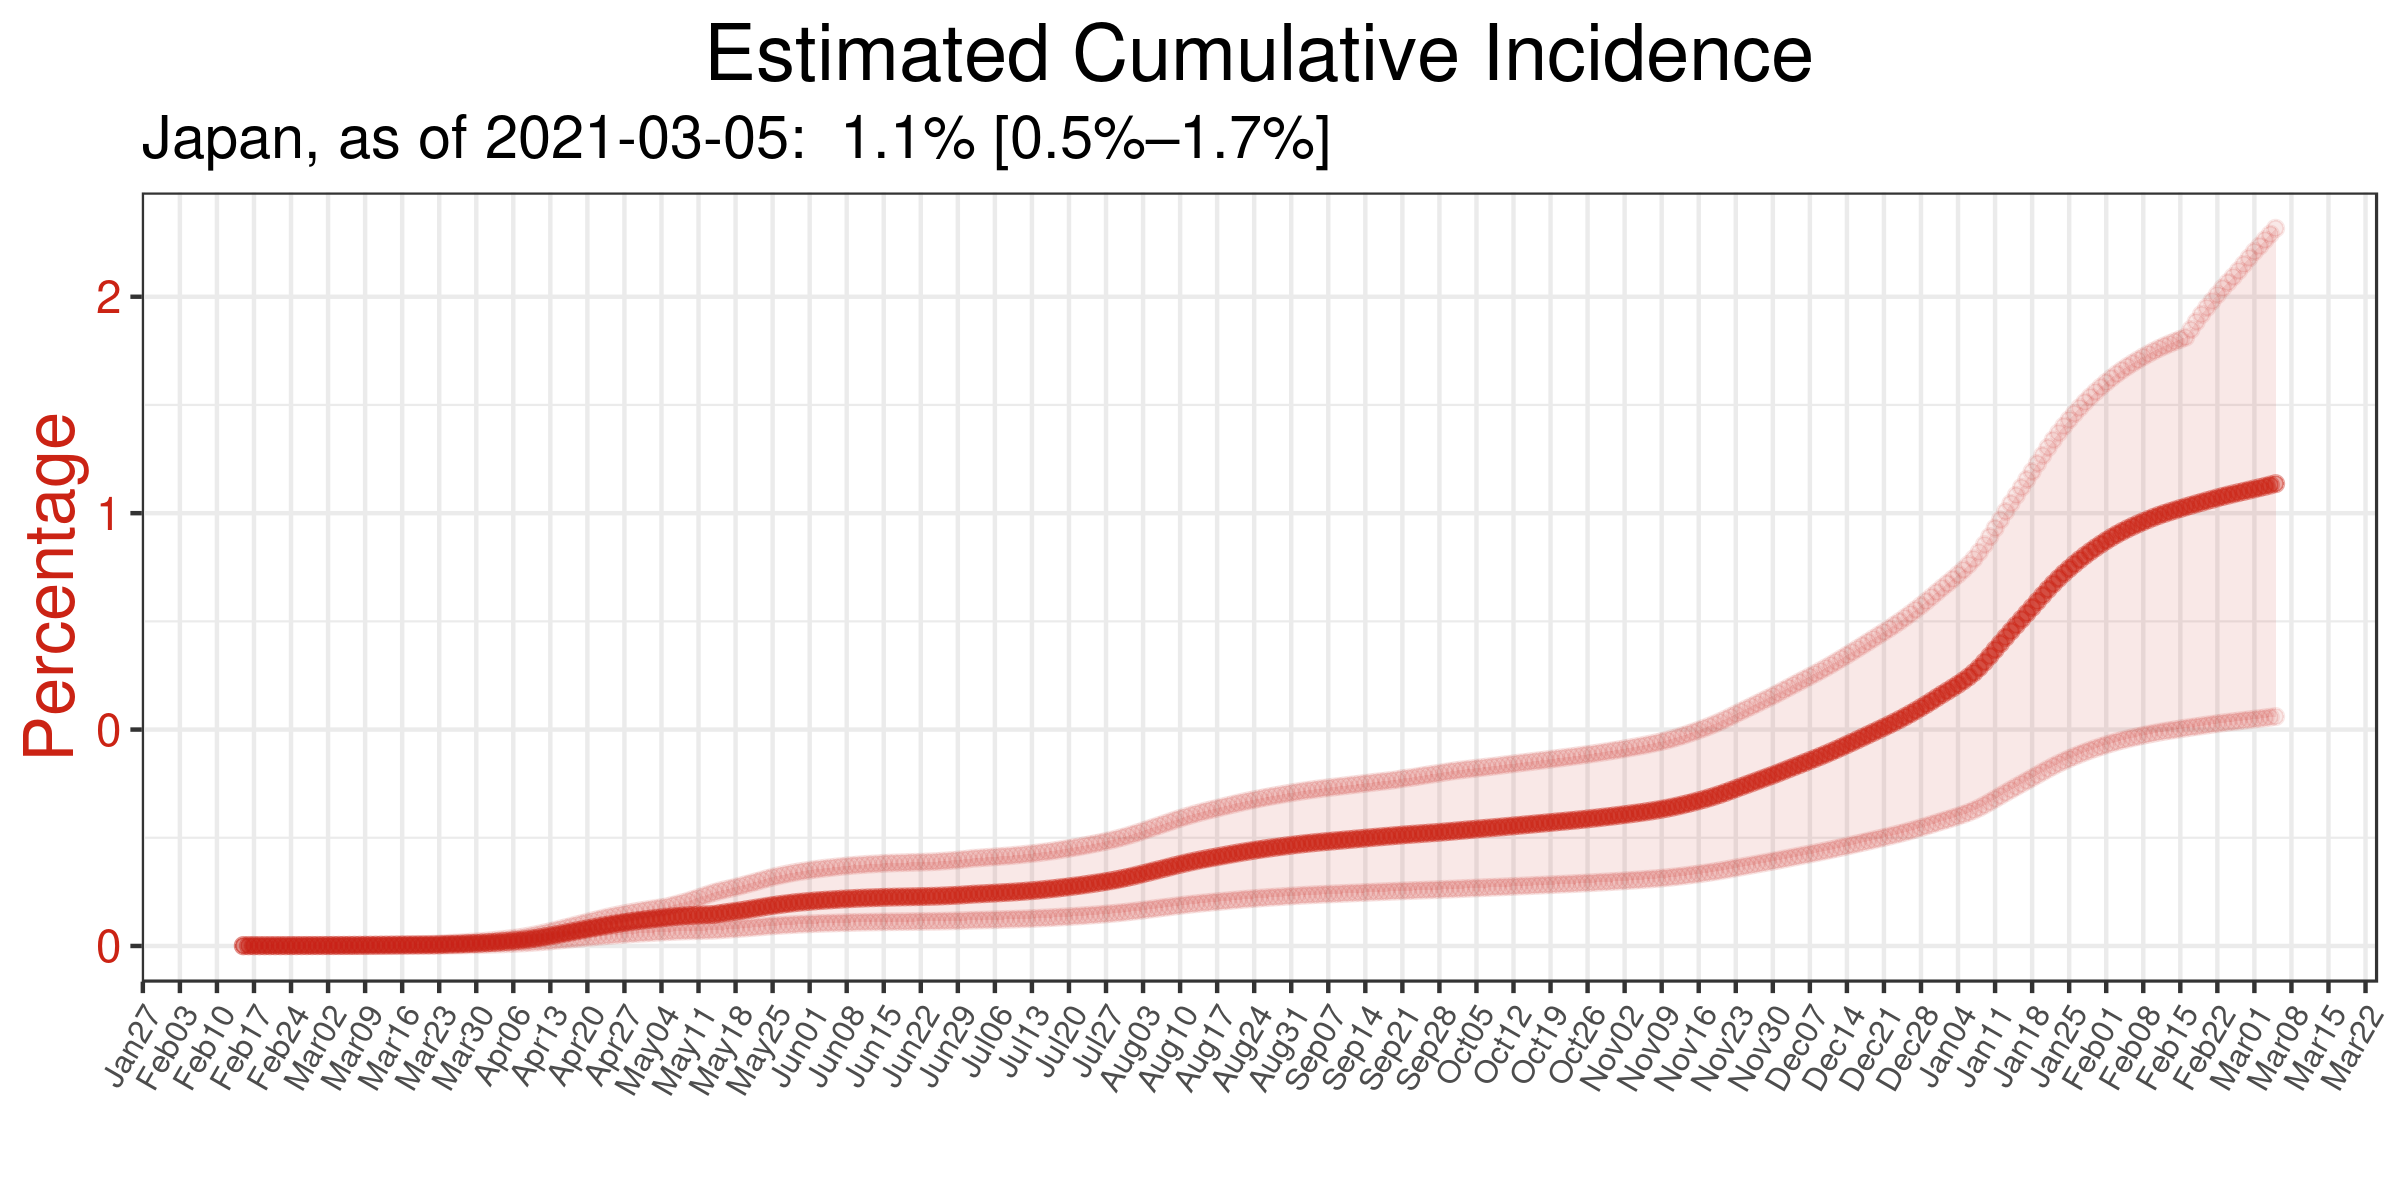 Estimated Cumulative Incidence
Japan, as of 2021-03-05:  1.1% [0.5%–1.7%]
Percentage
2
1
0
0
Jan27
Feb03
Feb10
Feb17
Feb24
Mar02
Mar09
Mar16
Mar23
Mar30
Apr06
Apr13
Apr20
Apr27
May04
May11
May18
May25
Jun01
Jun08
Jun15
Jun22
Jun29
Jul06
Jul13
Jul20
Jul27
Aug03
Aug10
Aug17
Aug24
Aug31
Sep07
Sep14
Sep21
Sep28
Oct05
Oct12
Oct19
Oct26
Nov02
Nov09
Nov16
Nov23
Nov30
Dec07
Dec14
Dec21
Dec28
Jan04
Jan11
Jan18
Jan25
Feb01
Feb08
Feb15
Feb22
Mar01
Mar08
Mar15
Mar22